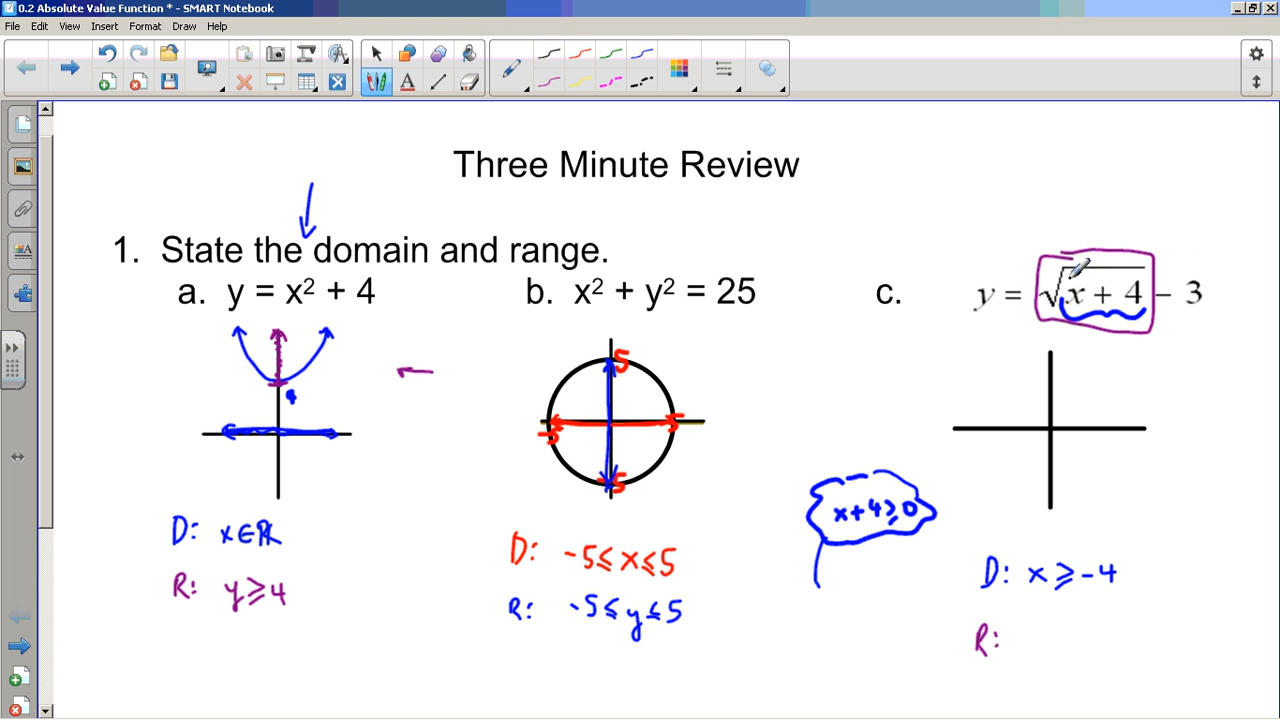 0.2 Absolute Value Function * - SMART Notebook
File Edit View Insert Format Draw Help
Three Minute Review
1. State the domain and range.
a. y = x² + 4
b. x² + y² = 25
c. y = √(x + 4) − 3
4
5
-5
5
-5
x+4≥0
D: x∈ℝ
R: y≥4
D: -5≤x≤5
R: -5≤y≤5
D: x≥-4
R: